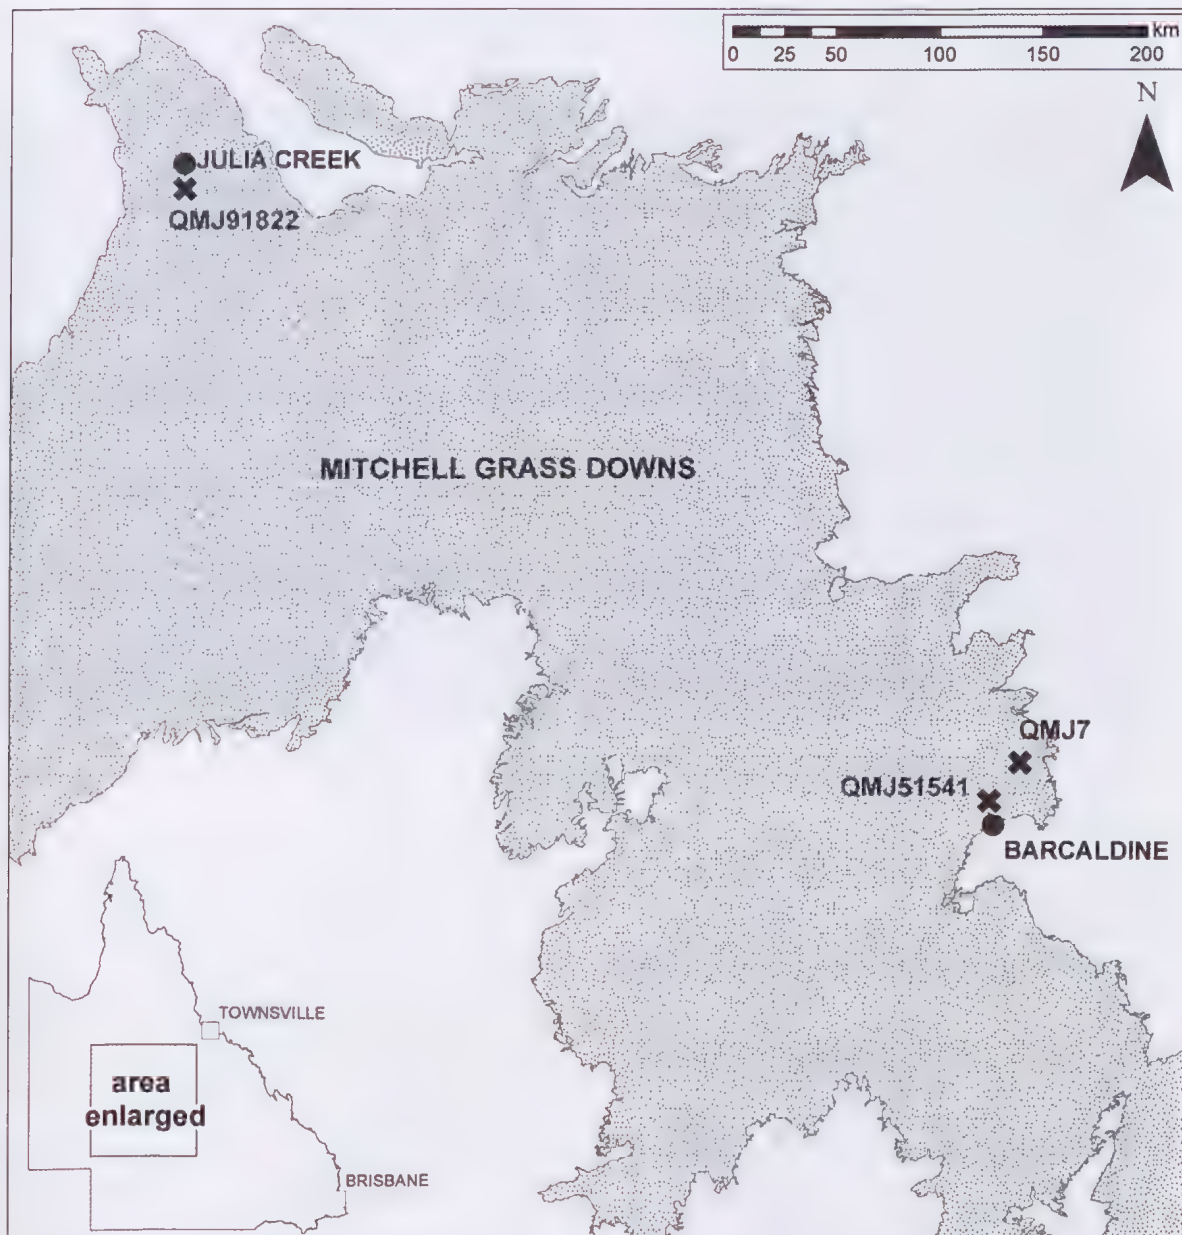 km
0 25 50 100 150 200
N
JULIA CREEK
QMJ91822
MITCHELL GRASS DOWNS
QMJ7
QMJ51541
BARCALDINE
TOWNSVILLE
area
enlarged
BRISBANE